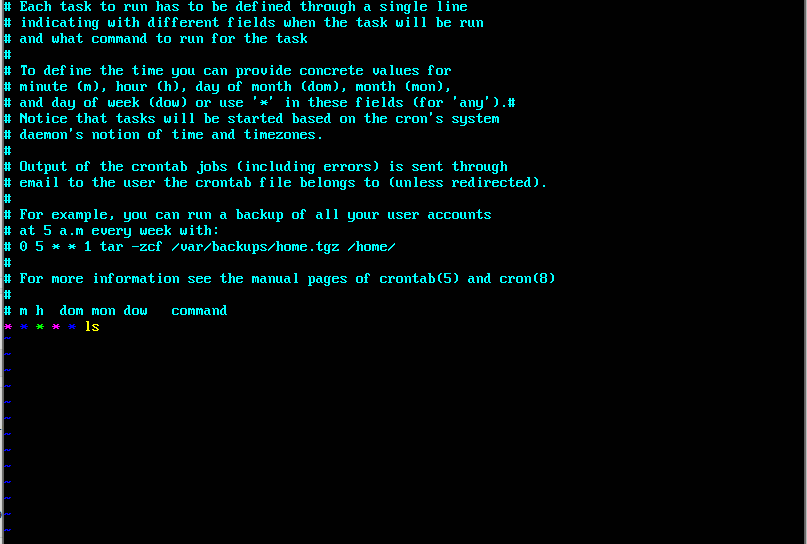 # Each task to run has to be defined through a single line
# indicating with different fields when the task will be run
# and what command to run for the task
#
# To define the time you can provide concrete values for
# minute (m), hour (h), day of month (dom), month (mon),
# and day of week (dow) or use '*' in these fields (for 'any').#
# Notice that tasks will be started based on the cron's system
# daemon's notion of time and timezones.
#
# Output of the crontab jobs (including errors) is sent through
# email to the user the crontab file belongs to (unless redirected).
#
# For example, you can run a backup of all your user accounts
# at 5 a.m every week with:
# 0 5 * * 1 tar -zcf /var/backups/home.tgz /home/
#
# For more information see the manual pages of crontab(5) and cron(8)
#
# m h  dom mon dow   command
* * * * * ls
~
~
~
~
~
~
~
~
~
~
~
~
~